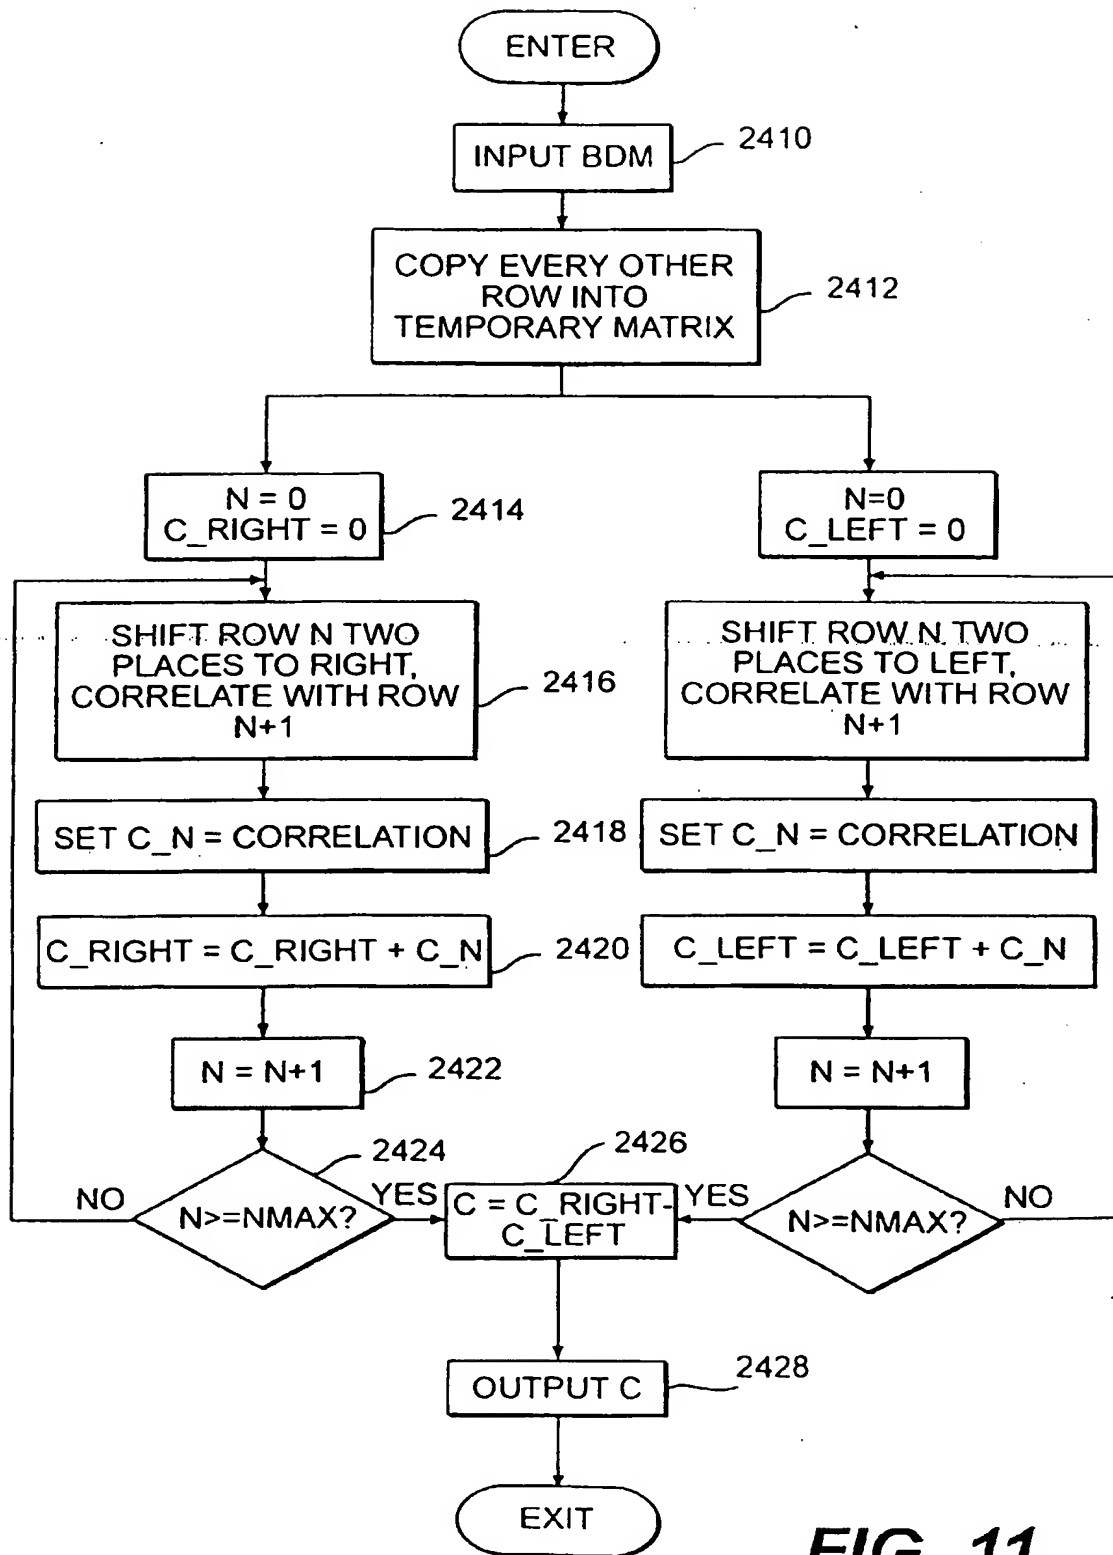 ENTER
INPUT BDM
2410
COPY EVERY OTHER
ROW INTO
TEMPORARY MATRIX
2412
N = 0
C_RIGHT = 0
2414
N=0
C_LEFT = 0
SHIFT ROW N TWO
PLACES TO RIGHT,
CORRELATE WITH ROW
N+1
2416
SHIFT ROW N TWO
PLACES TO LEFT,
CORRELATE WITH ROW
N+1
SET C_N = CORRELATION
2418
SET C_N = CORRELATION
C_RIGHT = C_RIGHT + C_N
2420
C_LEFT = C_LEFT + C_N
N = N+1
2422
N = N+1
2424
N>=NMAX?
NO
YES
2426
C = C_RIGHT-
C_LEFT
YES
N>=NMAX?
NO
OUTPUT C
2428
EXIT
FIG. 11